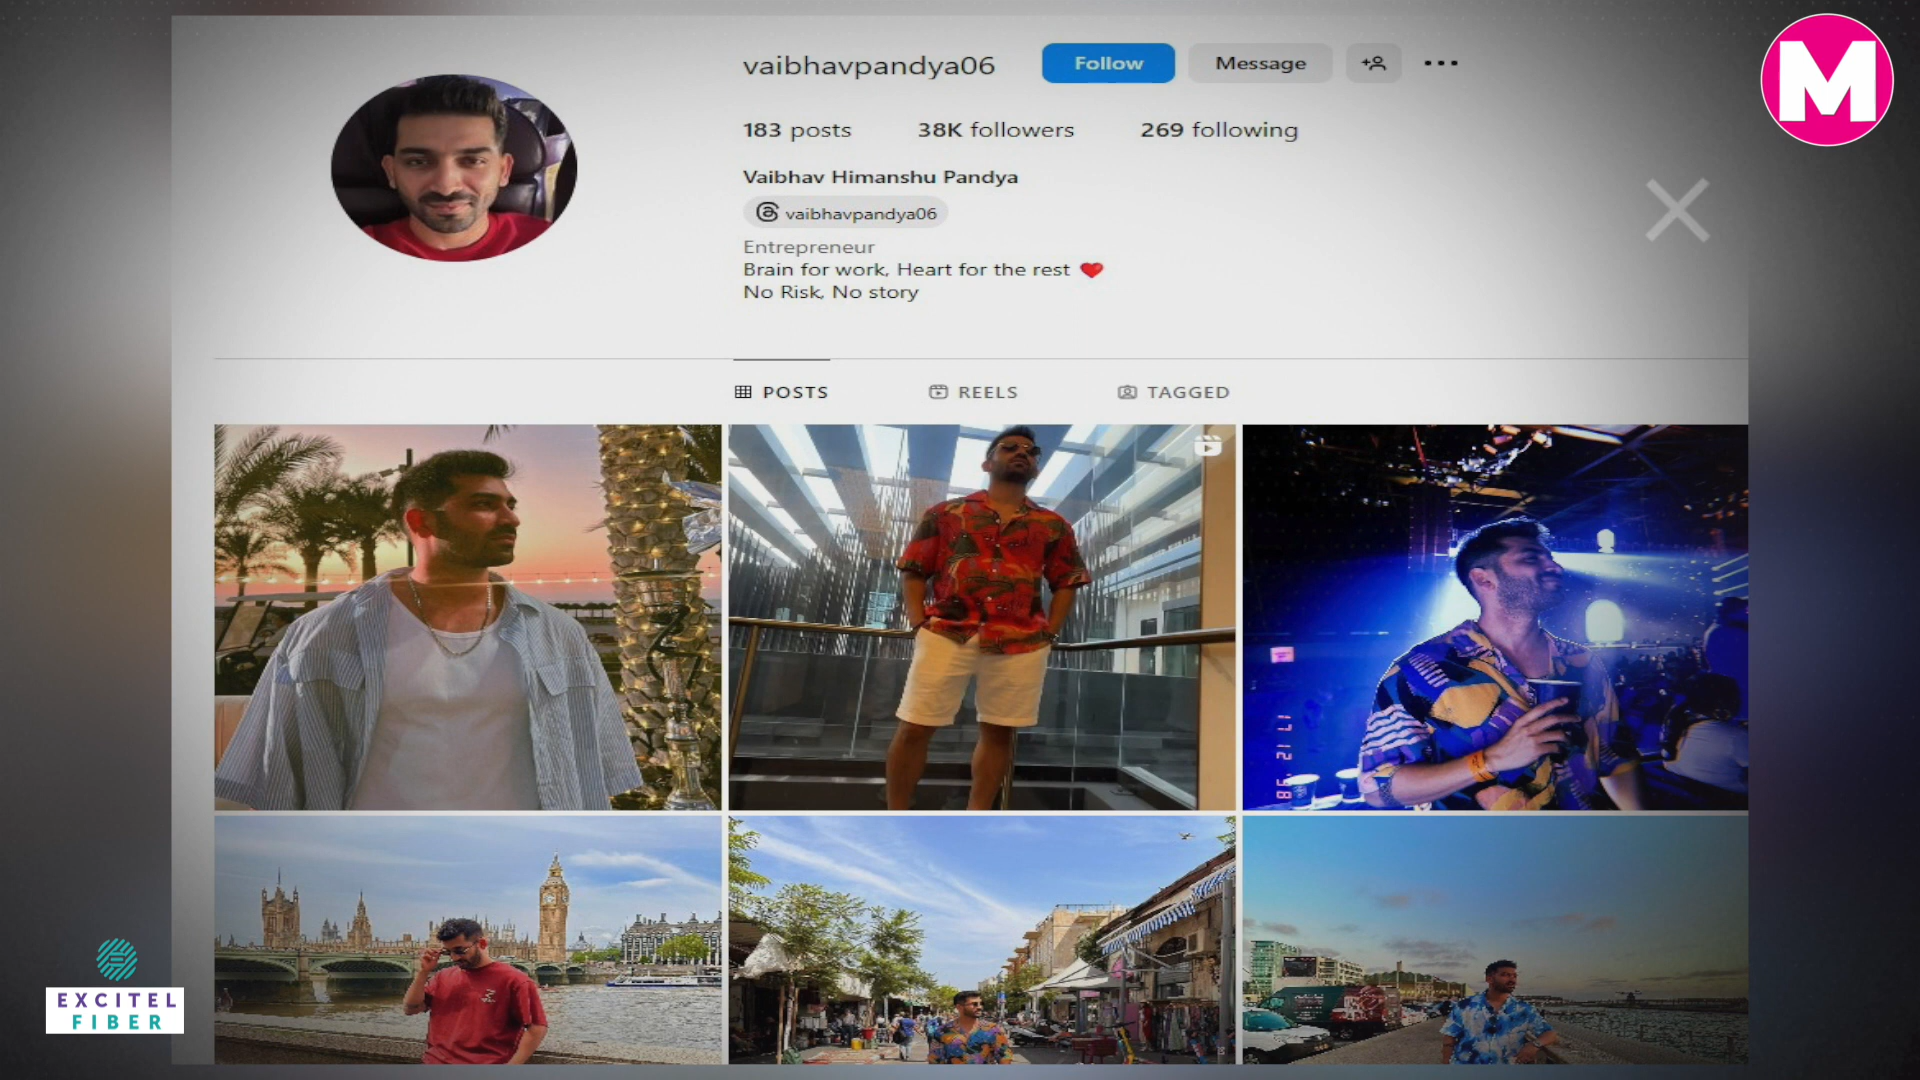 vaibhavpandya06
Follow
Message
183 posts
38K followers
269 following
Vaibhav Himanshu Pandya
vaibhavpandya06
Entrepreneur
Brain for work, Heart for the rest ❤️
No Risk, No story
POSTS
REELS
TAGGED
M
EXCITEL
FIBER